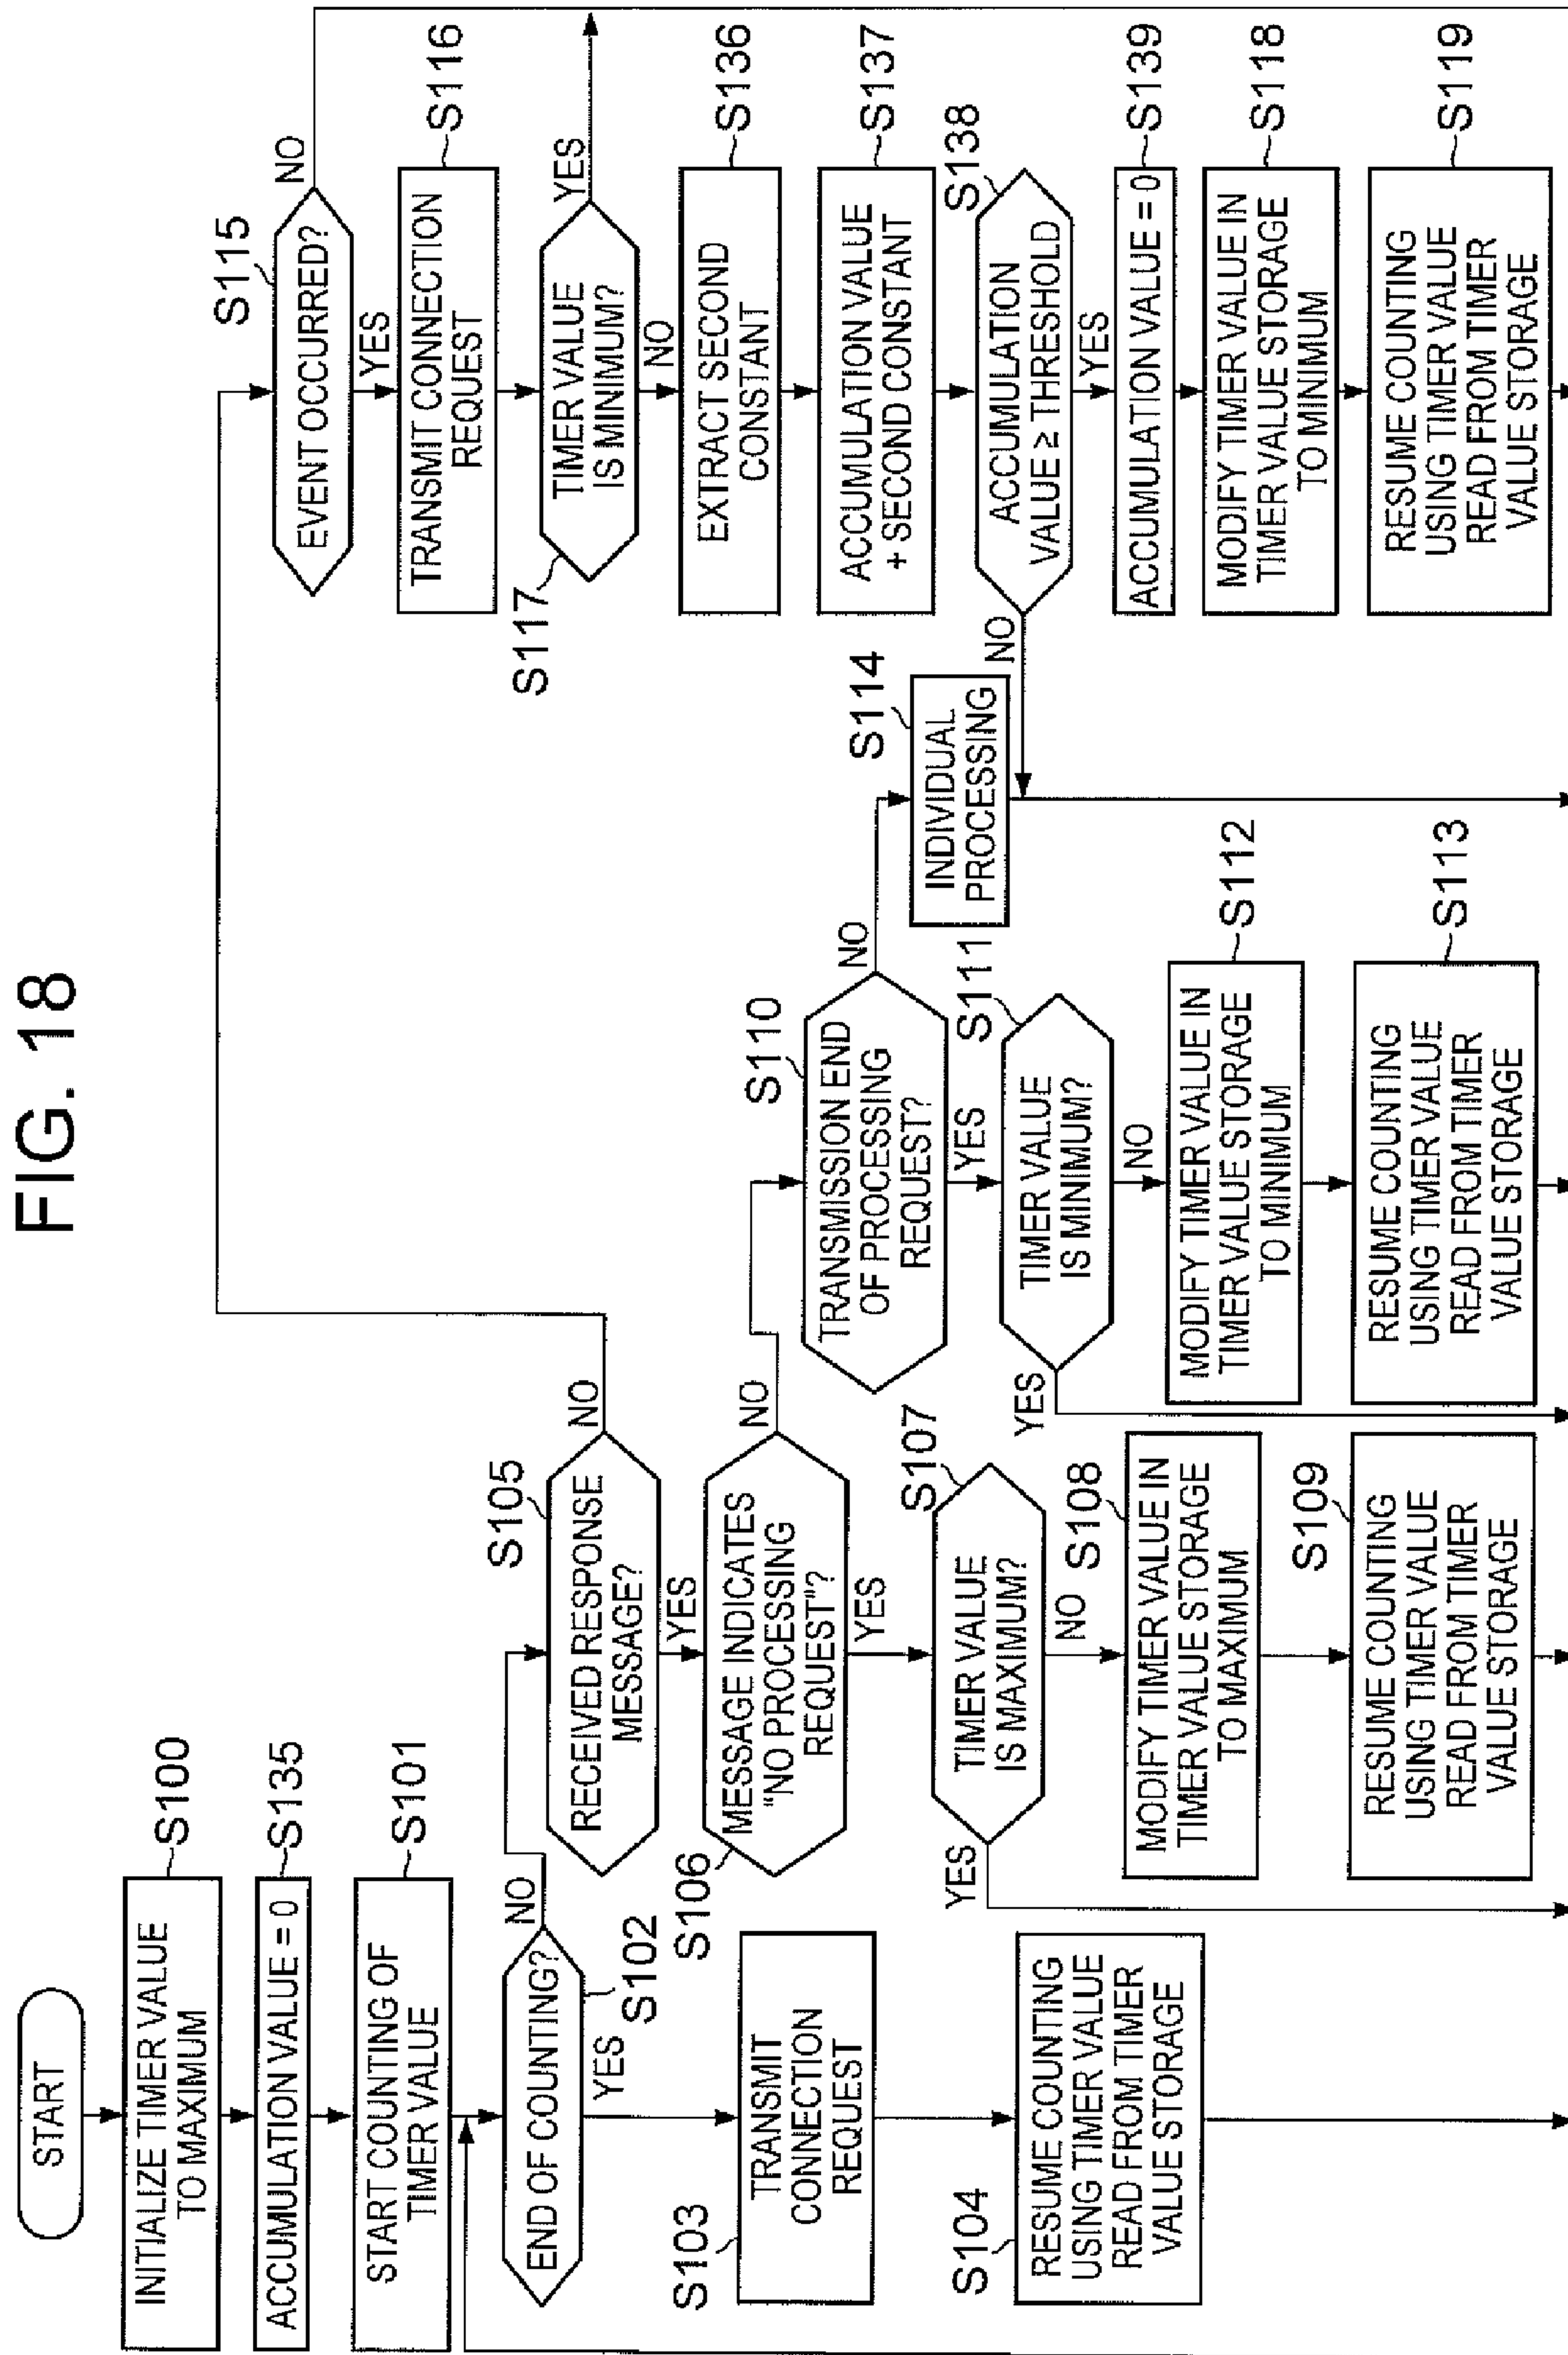 FIG. 18
START
INITIALIZE TIMER VALUE
TO MAXIMUM
S100
ACCUMULATION VALUE = 0
S135
START COUNTING OF
TIMER VALUE
S101
END OF COUNTING?
S102
NO
YES
TRANSMIT
CONNECTION
REQUEST
S103
RESUME COUNTING
USING TIMER VALUE
READ FROM TIMER
VALUE STORAGE
S104
RECEIVED RESPONSE
MESSAGE?
S105
NO
YES
MESSAGE INDICATES
"NO PROCESSING
REQUEST"?
S106
NO
YES
TIMER VALUE
IS MAXIMUM?
S107
YES
NO
MODIFY TIMER VALUE IN
TIMER VALUE STORAGE
TO MAXIMUM
S108
RESUME COUNTING
USING TIMER VALUE
READ FROM TIMER
VALUE STORAGE
S109
TRANSMISSION END
OF PROCESSING
REQUEST?
S110
NO
YES
TIMER VALUE
IS MINIMUM?
S111
YES
NO
MODIFY TIMER VALUE IN
TIMER VALUE STORAGE
TO MINIMUM
S112
RESUME COUNTING
USING TIMER VALUE
READ FROM TIMER
VALUE STORAGE
S113
INDIVIDUAL
PROCESSING
S114
EVENT OCCURRED?
S115
NO
YES
TRANSMIT CONNECTION
REQUEST
S116
TIMER VALUE
IS MINIMUM?
S117
YES
NO
EXTRACT SECOND
CONSTANT
S136
ACCUMULATION VALUE
+ SECOND CONSTANT
S137
ACCUMULATION
VALUE ≥ THRESHOLD
S138
NO
YES
ACCUMULATION VALUE = 0
S139
MODIFY TIMER VALUE IN
TIMER VALUE STORAGE
TO MINIMUM
S118
RESUME COUNTING
USING TIMER VALUE
READ FROM TIMER
VALUE STORAGE
S119